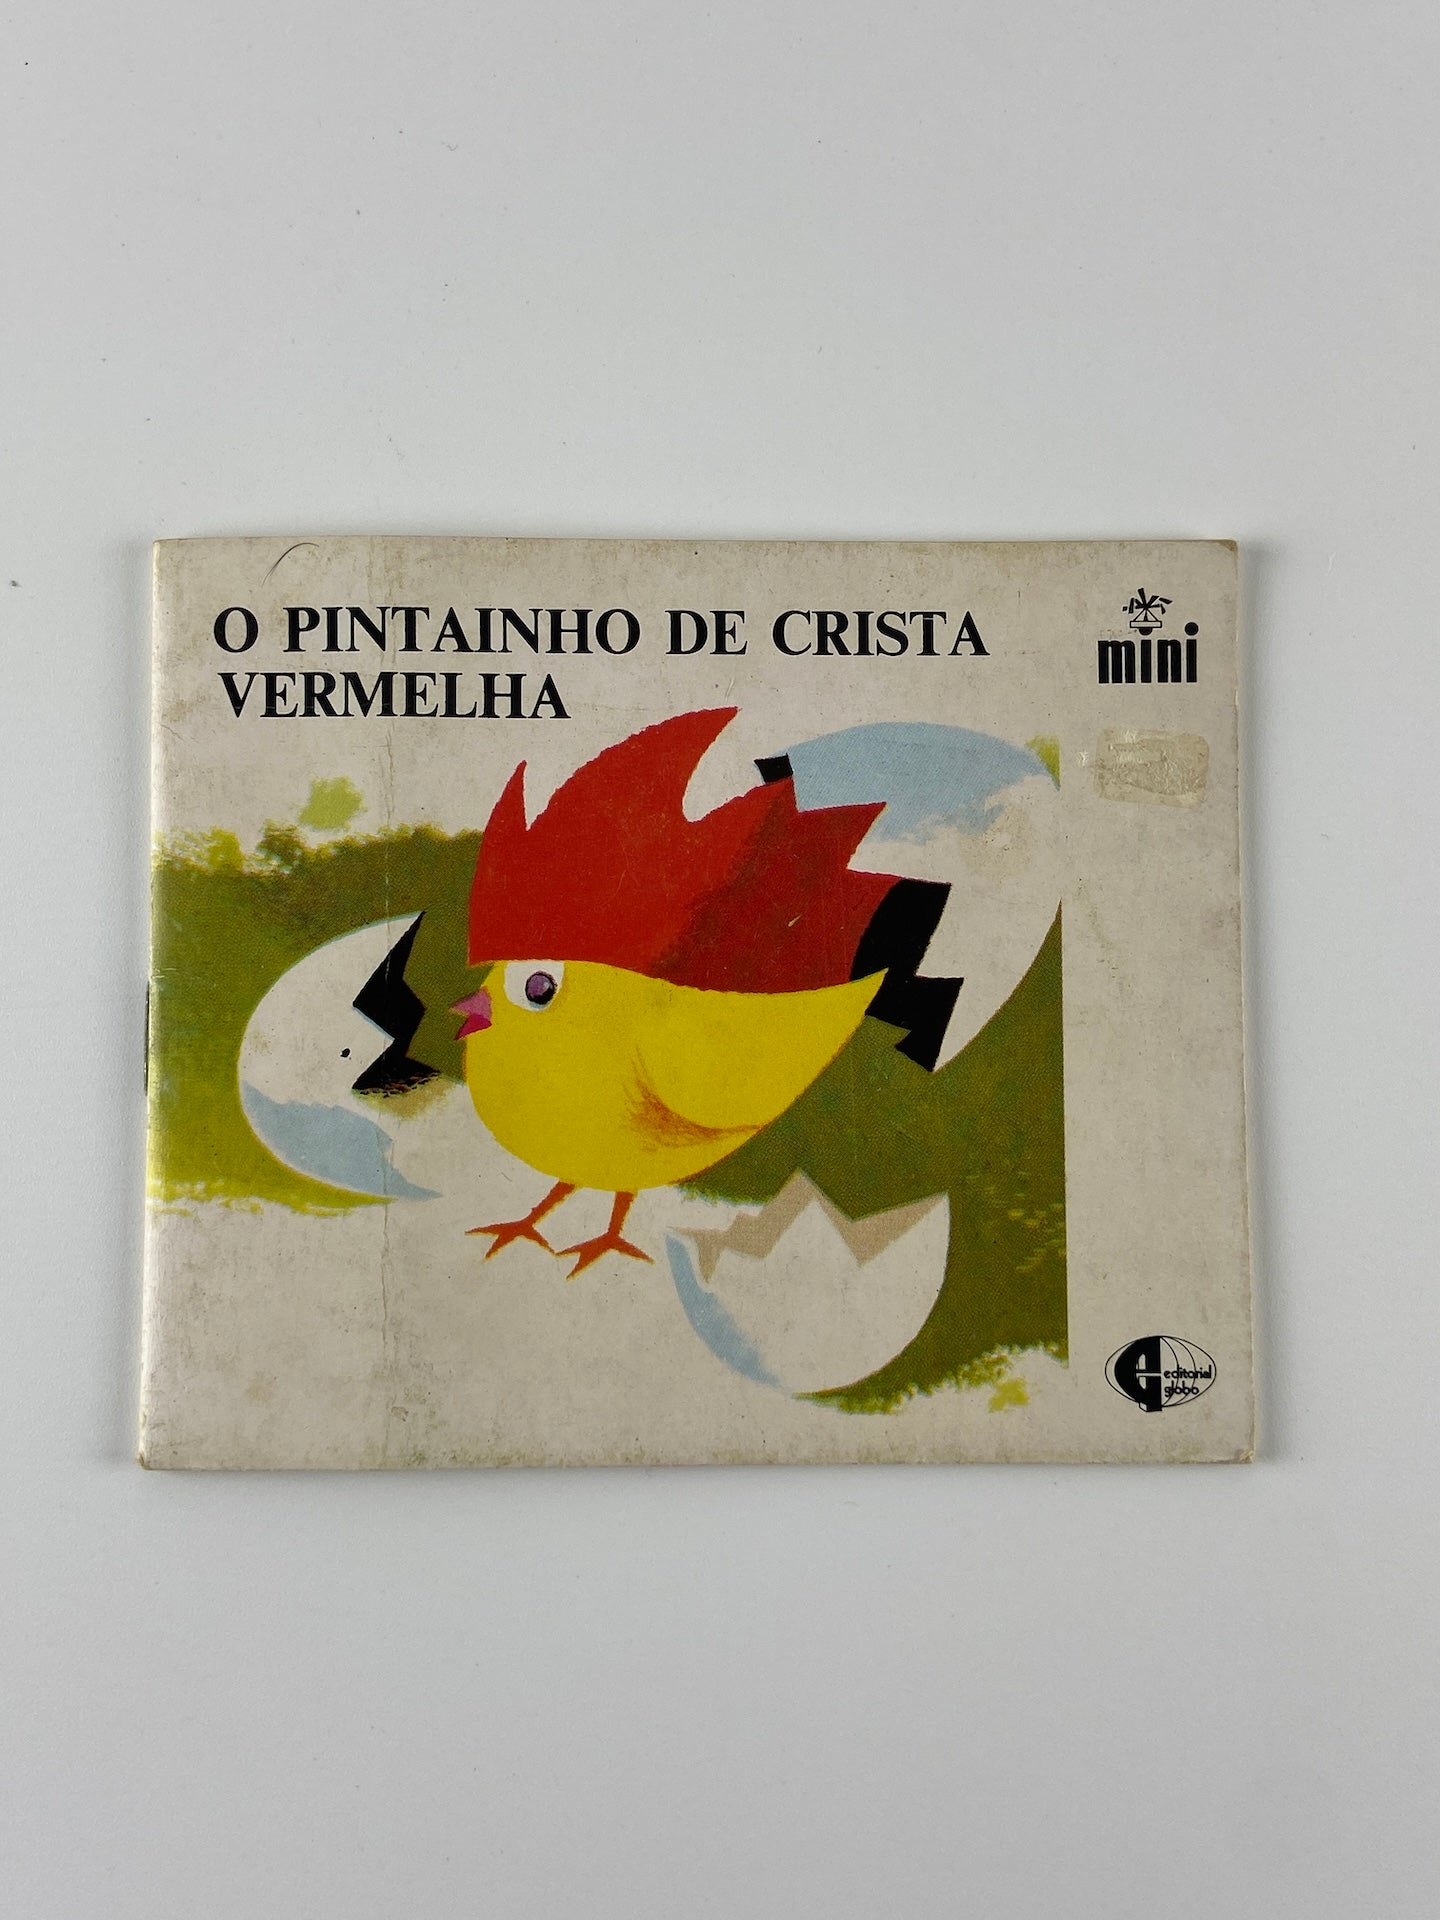 O PINTAINHO DE CRISTA
VERMELHA
mini
editorial
globo